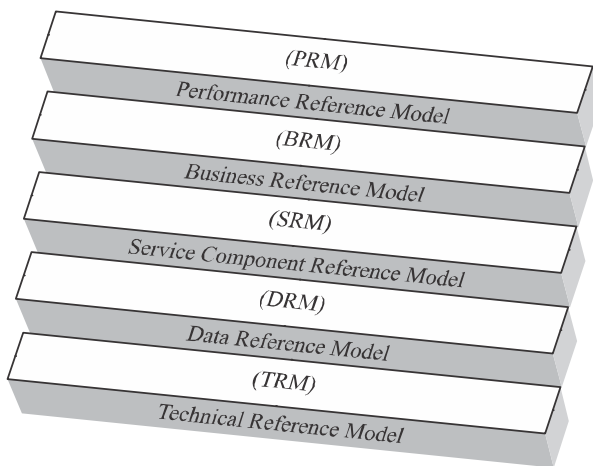 (PRM)
Performance Reference Model
(BRM)
Business Reference Model
(SRM)
Service Component Reference Model
(DRM)
Data Reference Model
(TRM)
Technical Reference Model